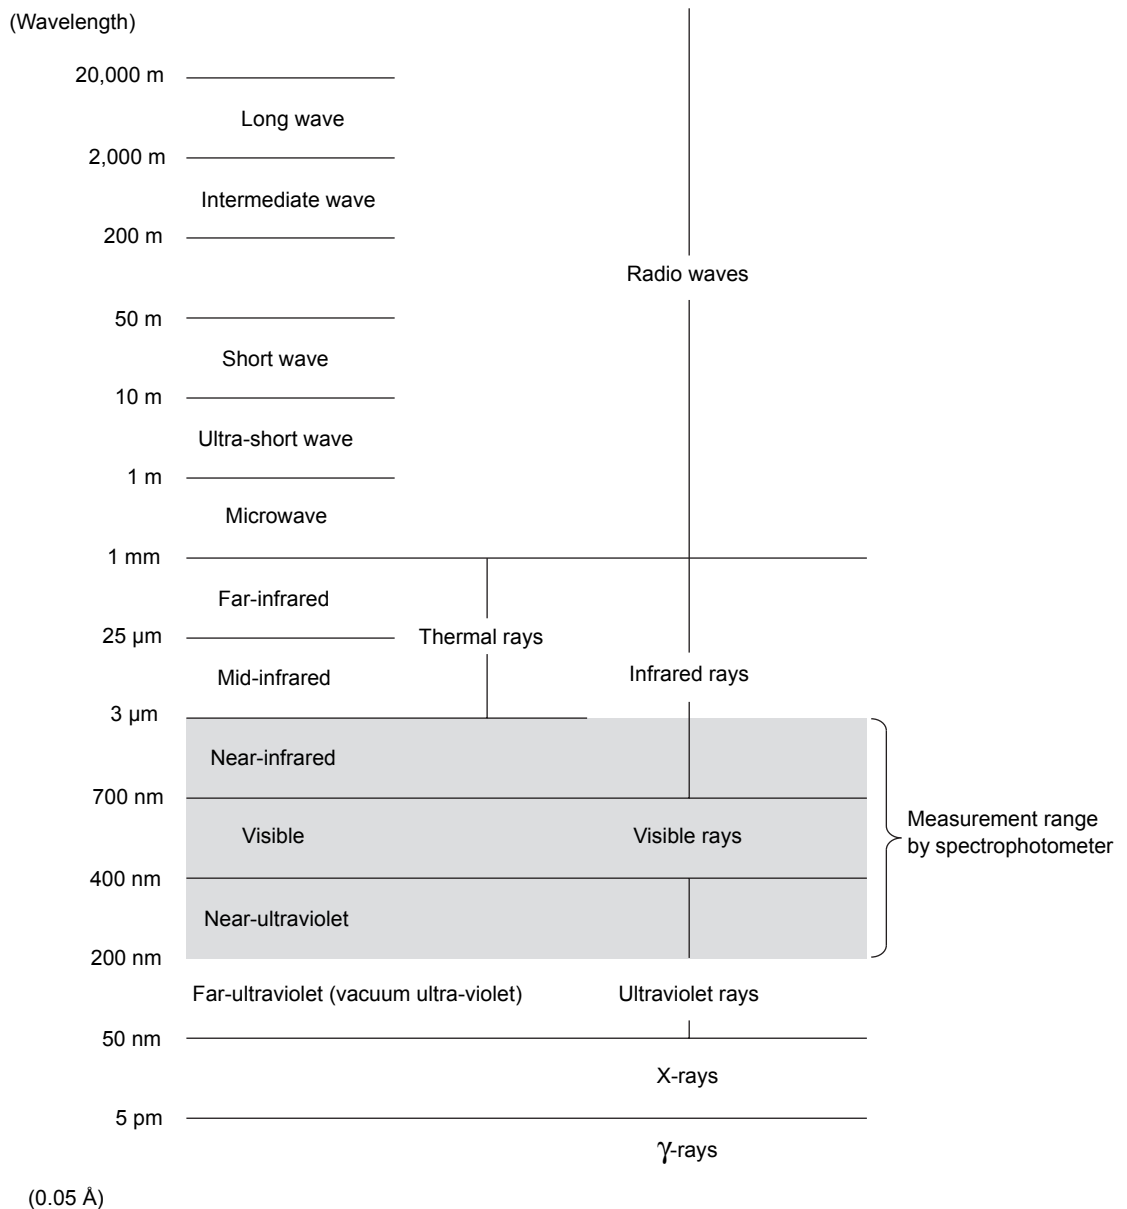 (Wavelength)
20,000 m
Long wave
2,000 m
Intermediate wave
200 m
Radio waves
50 m
Short wave
10 m
Ultra-short wave
1 m
Microwave
1 mm
Far-infrared
25 µm
Thermal rays
Mid-infrared
Infrared rays
3 µm
Near-infrared
700 nm
Visible
Visible rays
Measurement range
by spectrophotometer
400 nm
Near-ultraviolet
200 nm
Far-ultraviolet (vacuum ultra-violet)
Ultraviolet rays
50 nm
X-rays
5 pm
γ-rays
(0.05 Å)